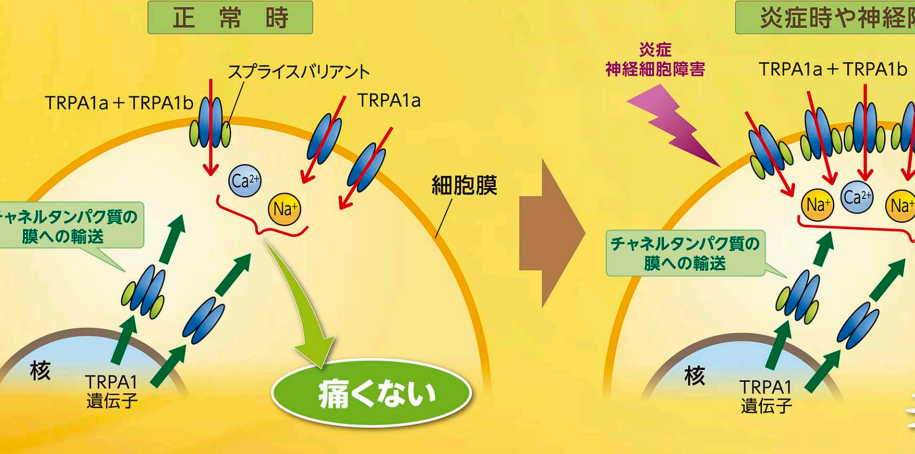 正常時
スプライスバリアント
TRPA1a＋TRPA1b
TRPA1a
Ca2+
Na+
細胞膜
チャネルタンパク質の
膜への輸送
核
TRPA1
遺伝子
痛くない
炎症時や神経
炎症
神経細胞障害
TRPA1a＋TRPA1b
Na+
Ca2+
Na+
チャネルタンパク質の
膜への輸送
核
TRPA1
遺伝子